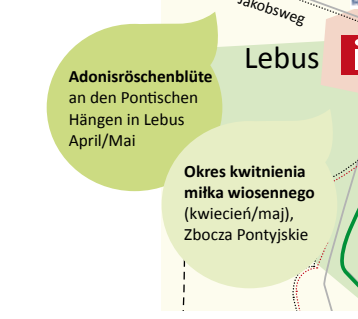 Jakobsweg
Lebus
i
Adonisröschenblüte
an den Pontischen
Hängen in Lebus
April/Mai
Okres kwitnienia
miłka wiosennego
(kwiecień/maj),
Zbocza Pontyjskie